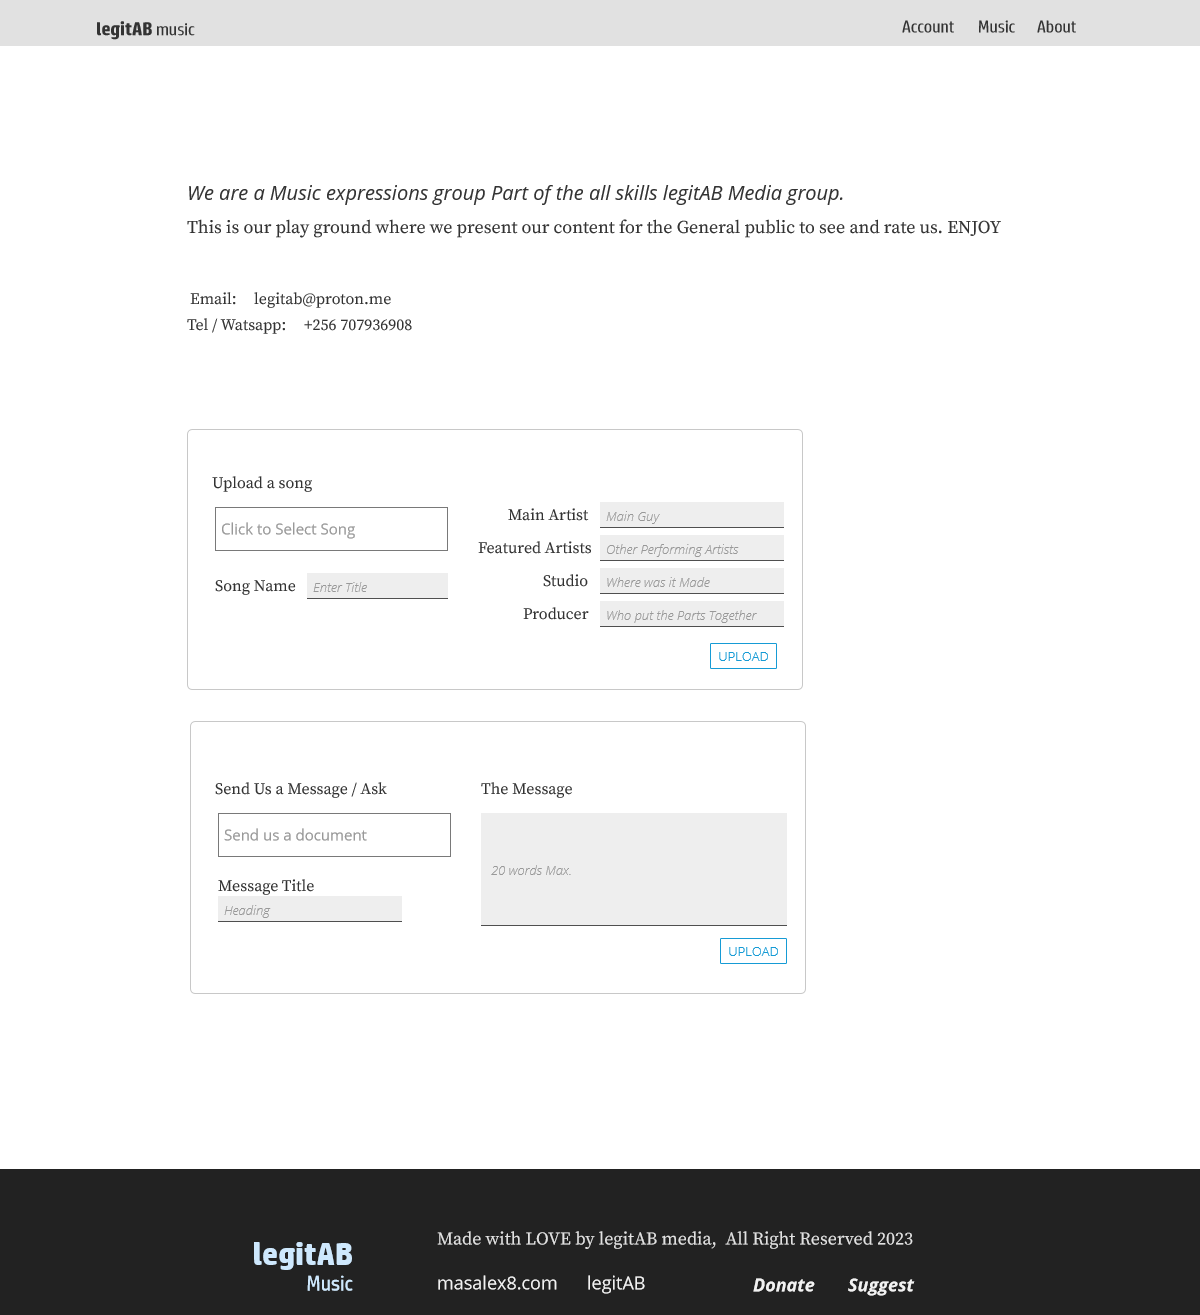 legitAB music
Account Music About
We are a Music expressions group Part of the all skills legitAB Media group.
This is our play ground where we present our content for the General public to see and rate us. ENJOY
Email: legitab@proton.me
Tel / Watsapp: +256 707936908
Upload a song
Click to Select Song
Song Name Enter Title
Main Artist Main Guy
Featured Artists Other Performing Artists
Studio Where was it Made
Producer Who put the Parts Together
UPLOAD
Send Us a Message / Ask
Send us a document
Message Title
Heading
The Message
20 words Max.
UPLOAD
legitAB
Music
Made with LOVE by legitAB media, All Right Reserved 2023
masalex8.com legitAB Donate Suggest